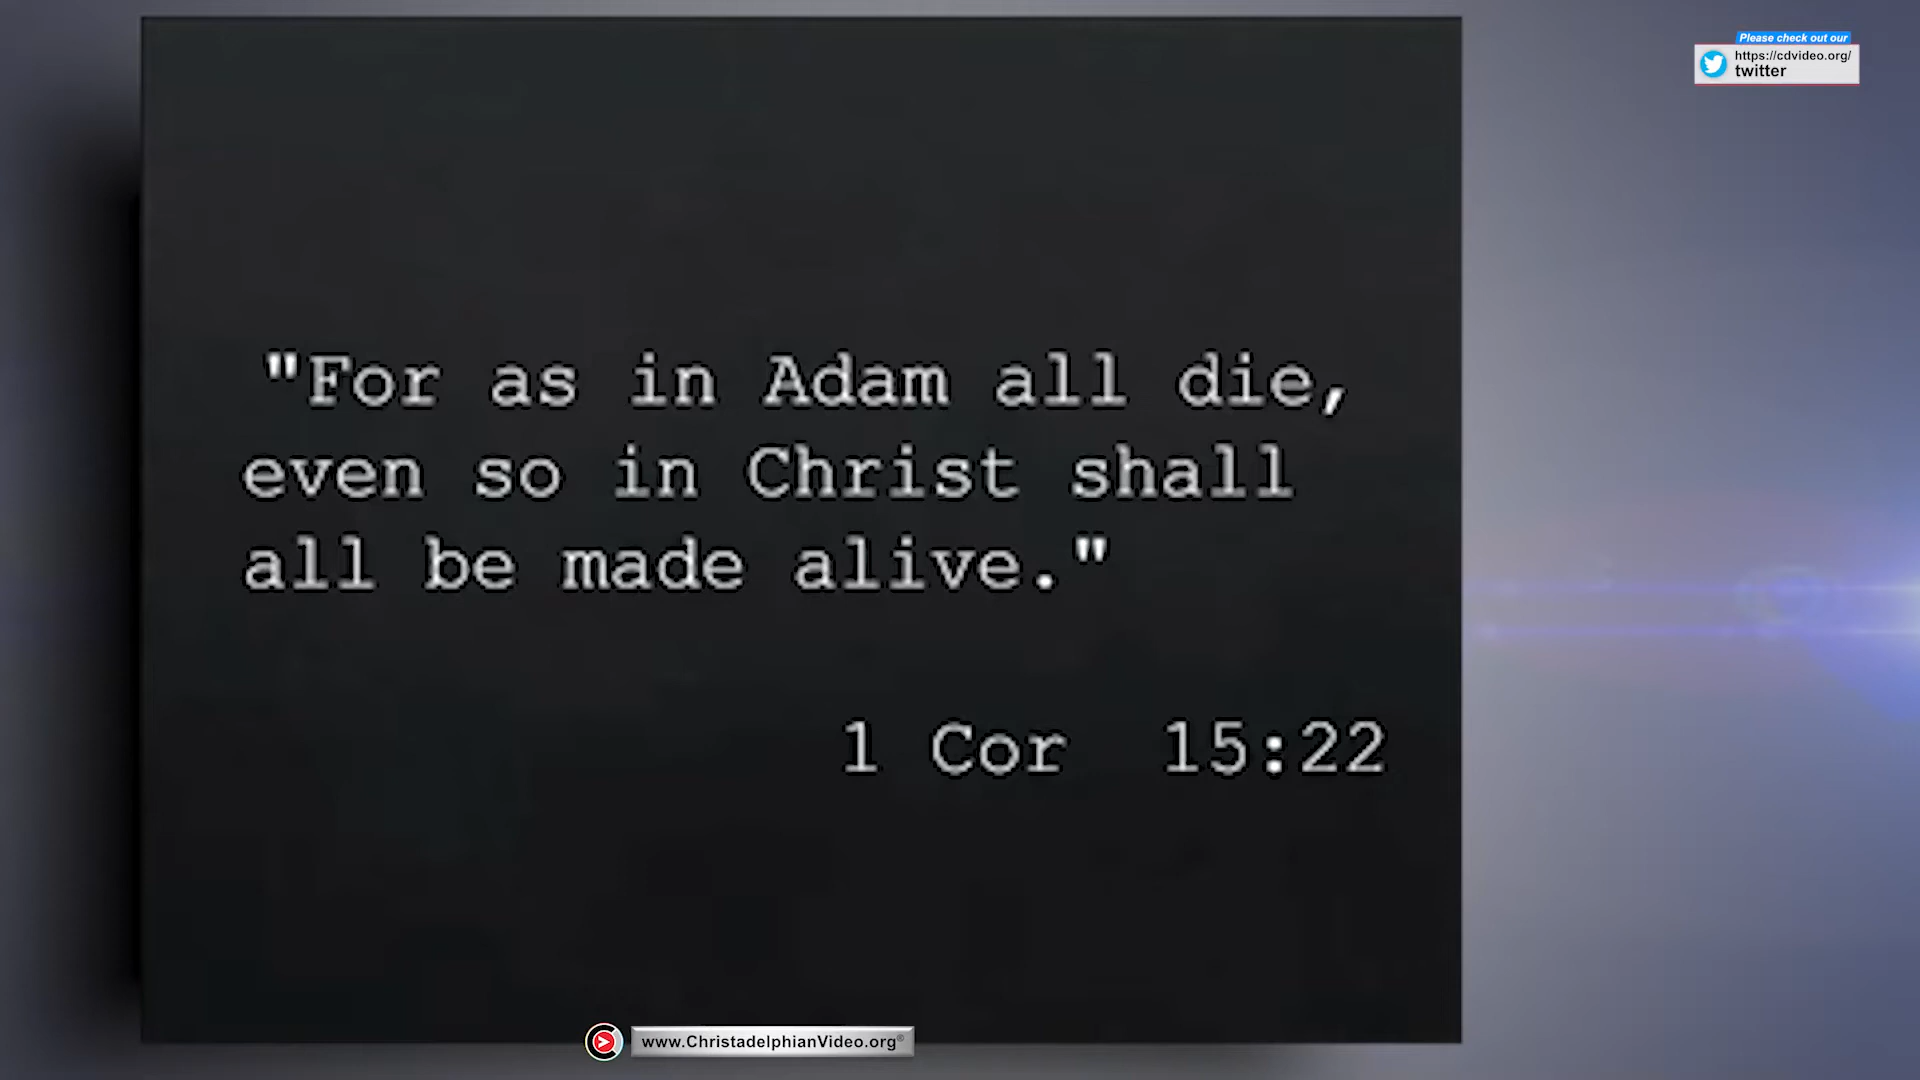 Please check out our
https://cdvideo.org/
twitter
"For as in Adam all die,
even so in Christ shall
all be made alive."
1 Cor 15:22
www.ChristadelphianVideo.org®